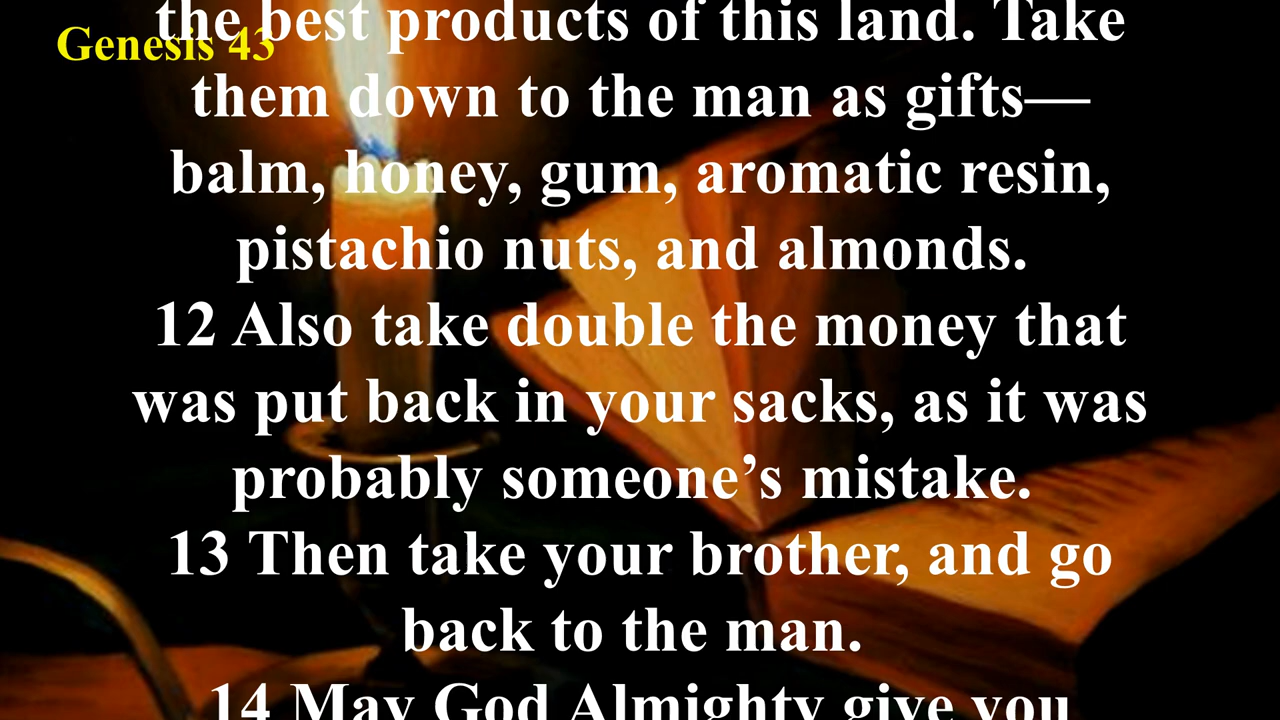 Genesis 43
the best products of this land. Take
them down to the man as gifts—
balm, honey, gum, aromatic resin,
pistachio nuts, and almonds.
12 Also take double the money that
was put back in your sacks, as it was
probably someone’s mistake.
13 Then take your brother, and go
back to the man.
14 May God Almighty give you